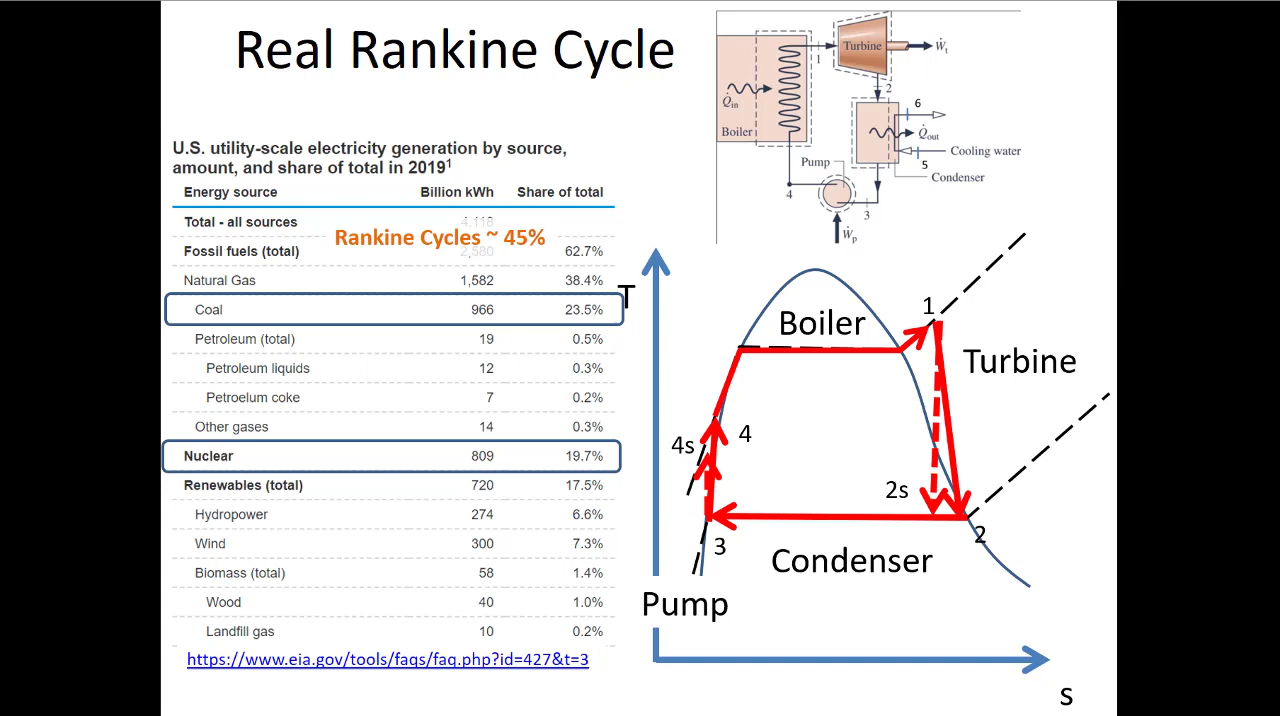 Real Rankine Cycle
U.S. utility-scale electricity generation by source,
amount, and share of total in 2019¹
Energy source Billion kWh Share of total
Total - all sources 4,118
Rankine Cycles ~ 45%
Fossil fuels (total) 2,580 62.7%
Natural Gas 1,582 38.4%
Coal 966 23.5%
Petroleum (total) 19 0.5%
Petroleum liquids 12 0.3%
Petroelum coke 7 0.2%
Other gases 14 0.3%
Nuclear 809 19.7%
Renewables (total) 720 17.5%
Hydropower 274 6.6%
Wind 300 7.3%
Biomass (total) 58 1.4%
Wood 40 1.0%
Landfill gas 10 0.2%
https://www.eia.gov/tools/faqs/faq.php?id=427&t=3
Turbine
Ẇt
1
2
Q̇in
Boiler
6
Q̇out
Cooling water
5
Condenser
Pump
4
3
Ẇp
T
1
Boiler
Turbine
4s
4
2s
2
3
Condenser
Pump
s